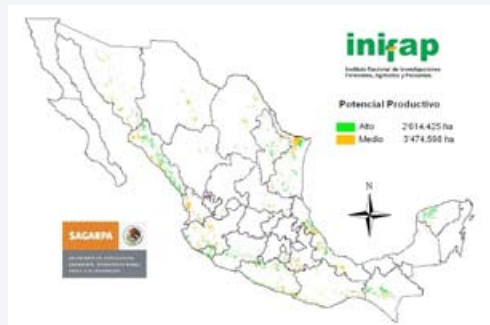 inifap
Instituto Nacional de Investigaciones
Forestales, Agrícolas y Pecuarias
Potencial Productivo
Alto 2'614,425 ha
Medio 3'474,598 ha
N
SAGARPA